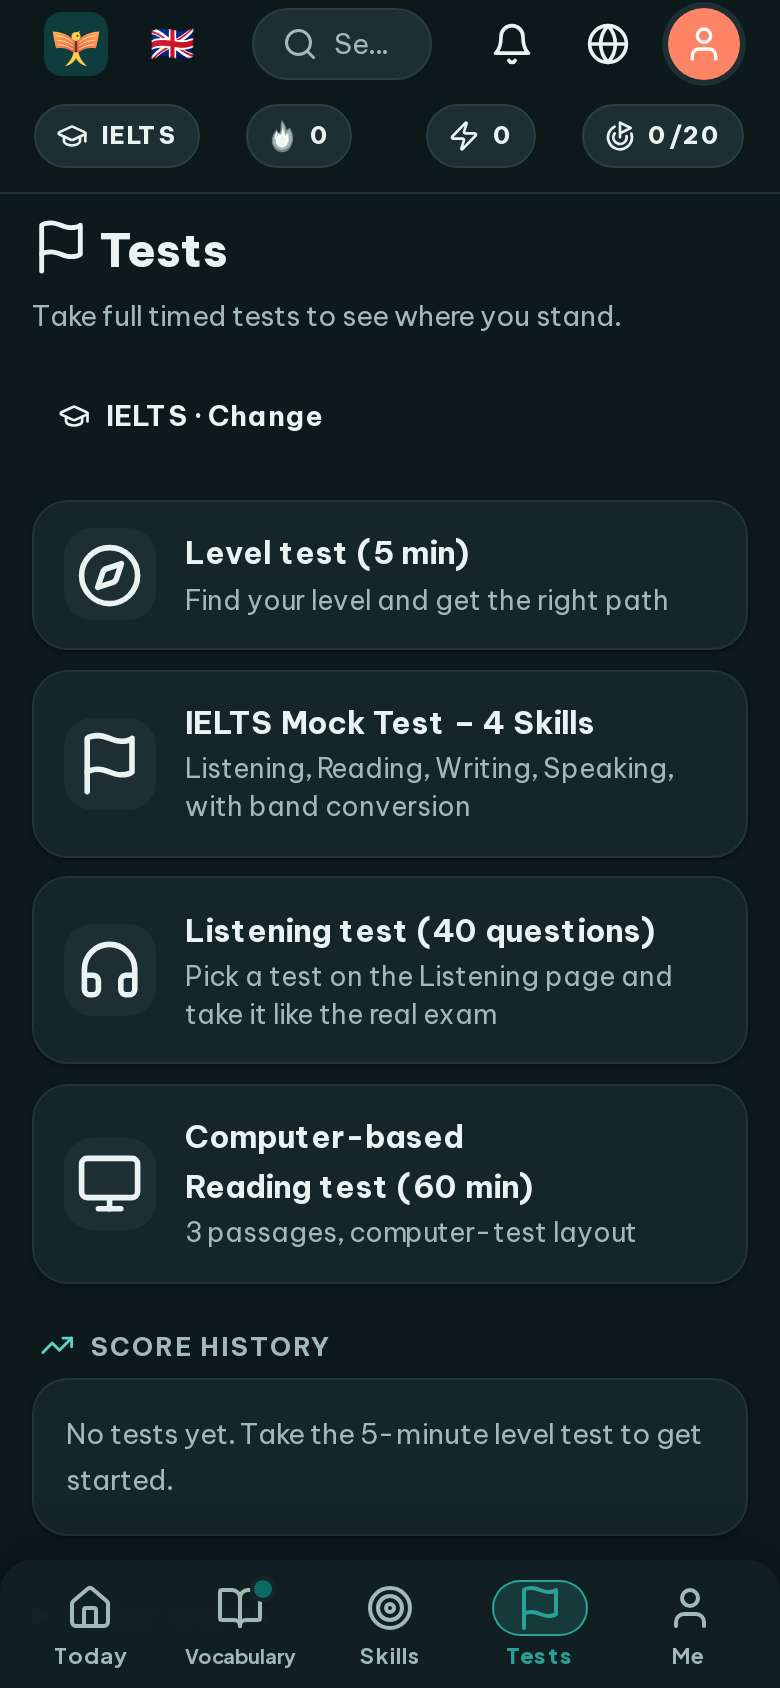 Se...
IELTS
0
0
0/20
Tests
Take full timed tests to see where you stand.
IELTS · Change
Level test (5 min)
Find your level and get the right path
IELTS Mock Test – 4 Skills
Listening, Reading, Writing, Speaking,
with band conversion
Listening test (40 questions)
Pick a test on the Listening page and
take it like the real exam
Computer-based
Reading test (60 min)
3 passages, computer-test layout
SCORE HISTORY
No tests yet. Take the 5-minute level test to get
started.
Today
Vocabulary
Skills
Tests
Me